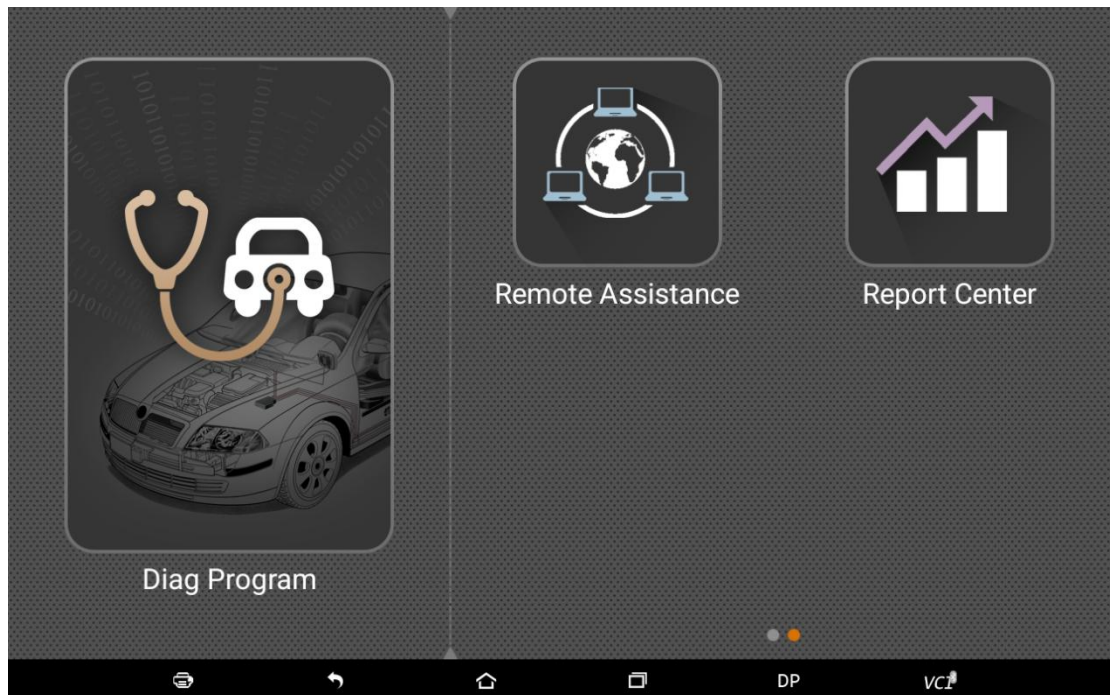 Remote Assistance
Report Center
Diag Program
DP
VCI